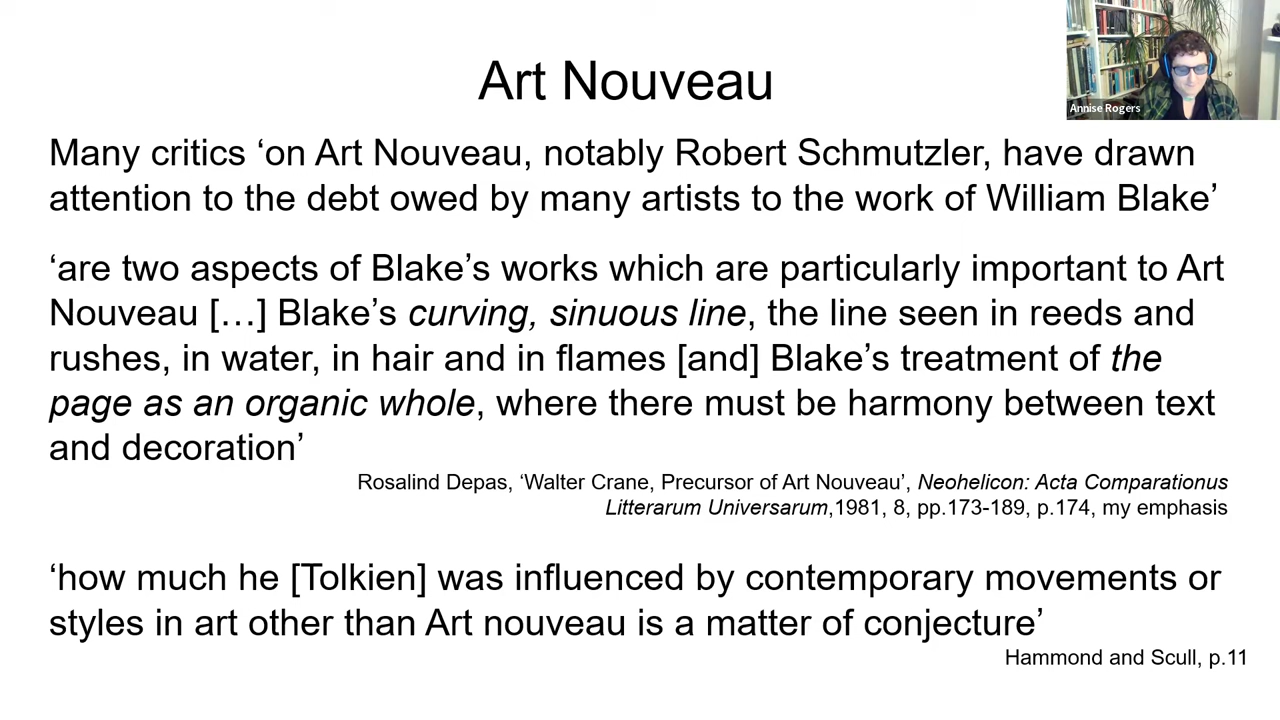 Art Nouveau
Annise Rogers
Many critics ‘on Art Nouveau, notably Robert Schmutzler, have drawn
attention to the debt owed by many artists to the work of William Blake’
‘are two aspects of Blake’s works which are particularly important to Art
Nouveau […] Blake’s curving, sinuous line, the line seen in reeds and
rushes, in water, in hair and in flames [and] Blake’s treatment of the
page as an organic whole, where there must be harmony between text
and decoration’
Rosalind Depas, ‘Walter Crane, Precursor of Art Nouveau’, Neohelicon: Acta Comparationus
Litterarum Universarum,1981, 8, pp.173-189, p.174, my emphasis
‘how much he [Tolkien] was influenced by contemporary movements or
styles in art other than Art nouveau is a matter of conjecture’
Hammond and Scull, p.11